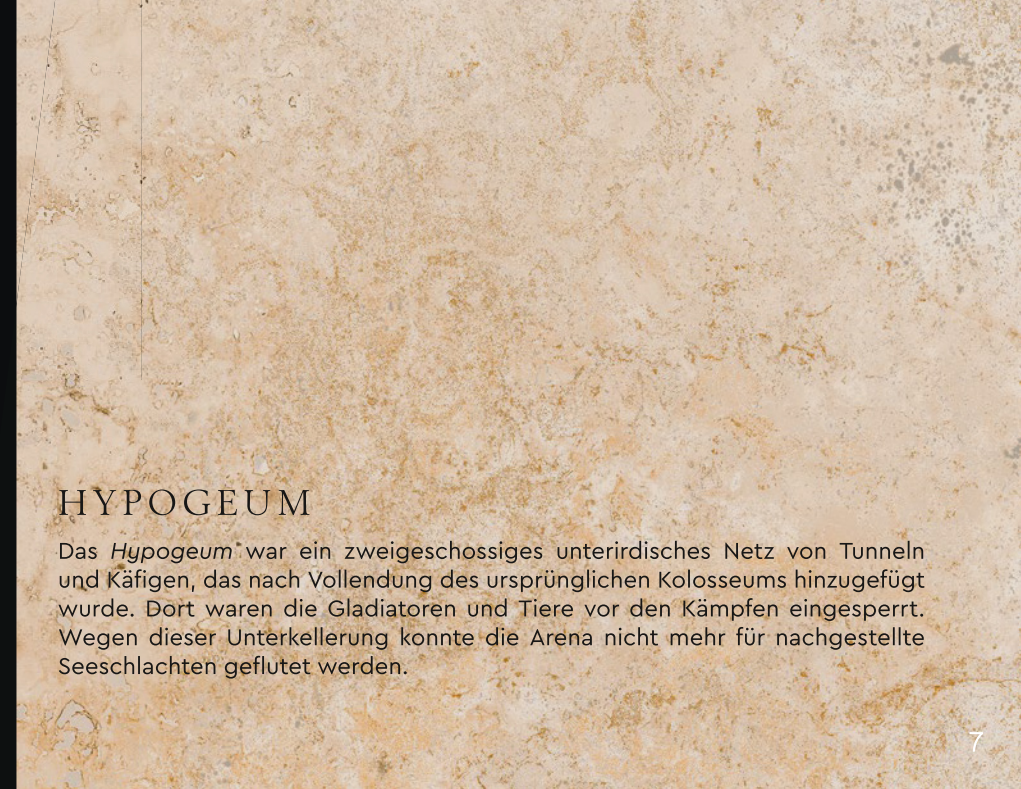 HYPOGEUM
Das Hypogeum war ein zweigeschossiges unterirdisches Netz von Tunneln
und Käfigen, das nach Vollendung des ursprünglichen Kolosseums hinzugefügt
wurde. Dort waren die Gladiatoren und Tiere vor den Kämpfen eingesperrt.
Wegen dieser Unterkellerung konnte die Arena nicht mehr für nachgestellte
Seeschlachten geflutet werden.
7